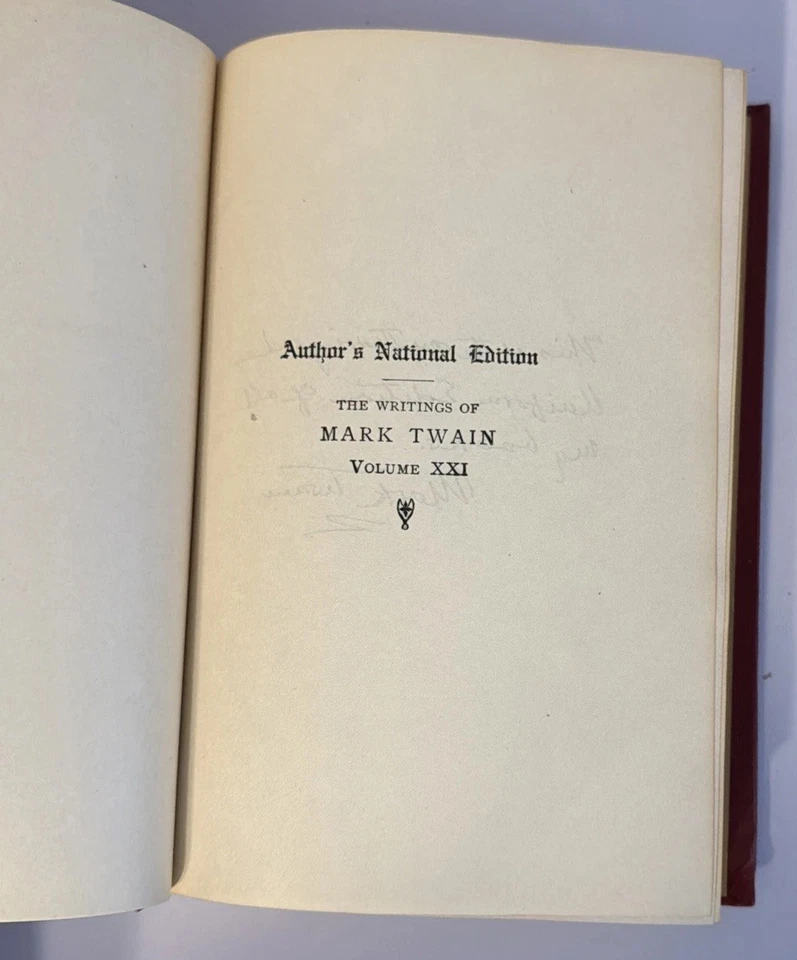 Author's National Edition
THE WRITINGS OF
MARK TWAIN
VOLUME XXI